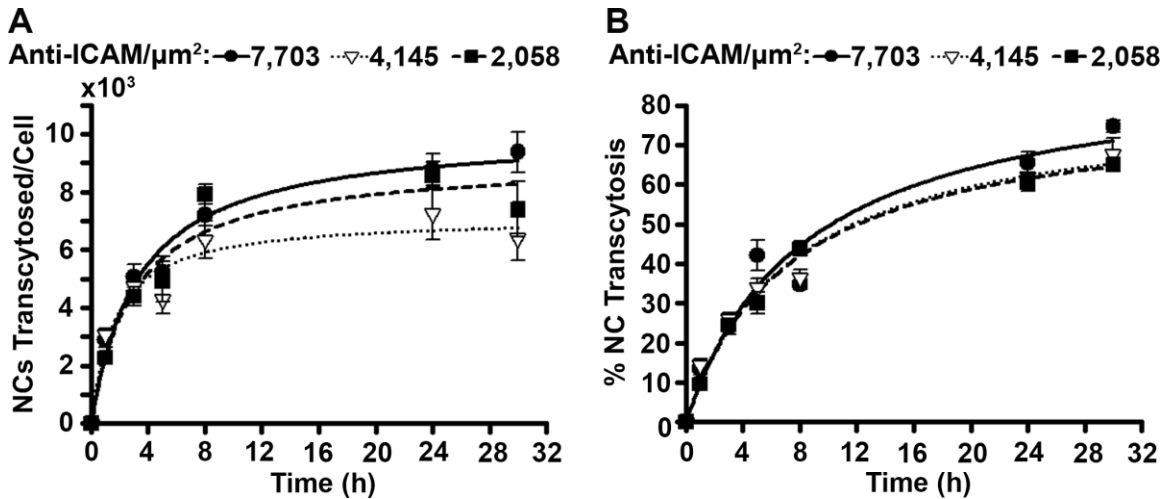 A
Anti-ICAM/µm²: 7,703 4,145 2,058
x10³
10
8
6
4
2
0
NCs Transcytosed/Cell
0 4 8 12 16 20 24 28 32
Time (h)
B
Anti-ICAM/µm²: 7,703 4,145 2,058
80
70
60
50
40
30
20
10
0
% NC Transcytosis
0 4 8 12 16 20 24 28 32
Time (h)